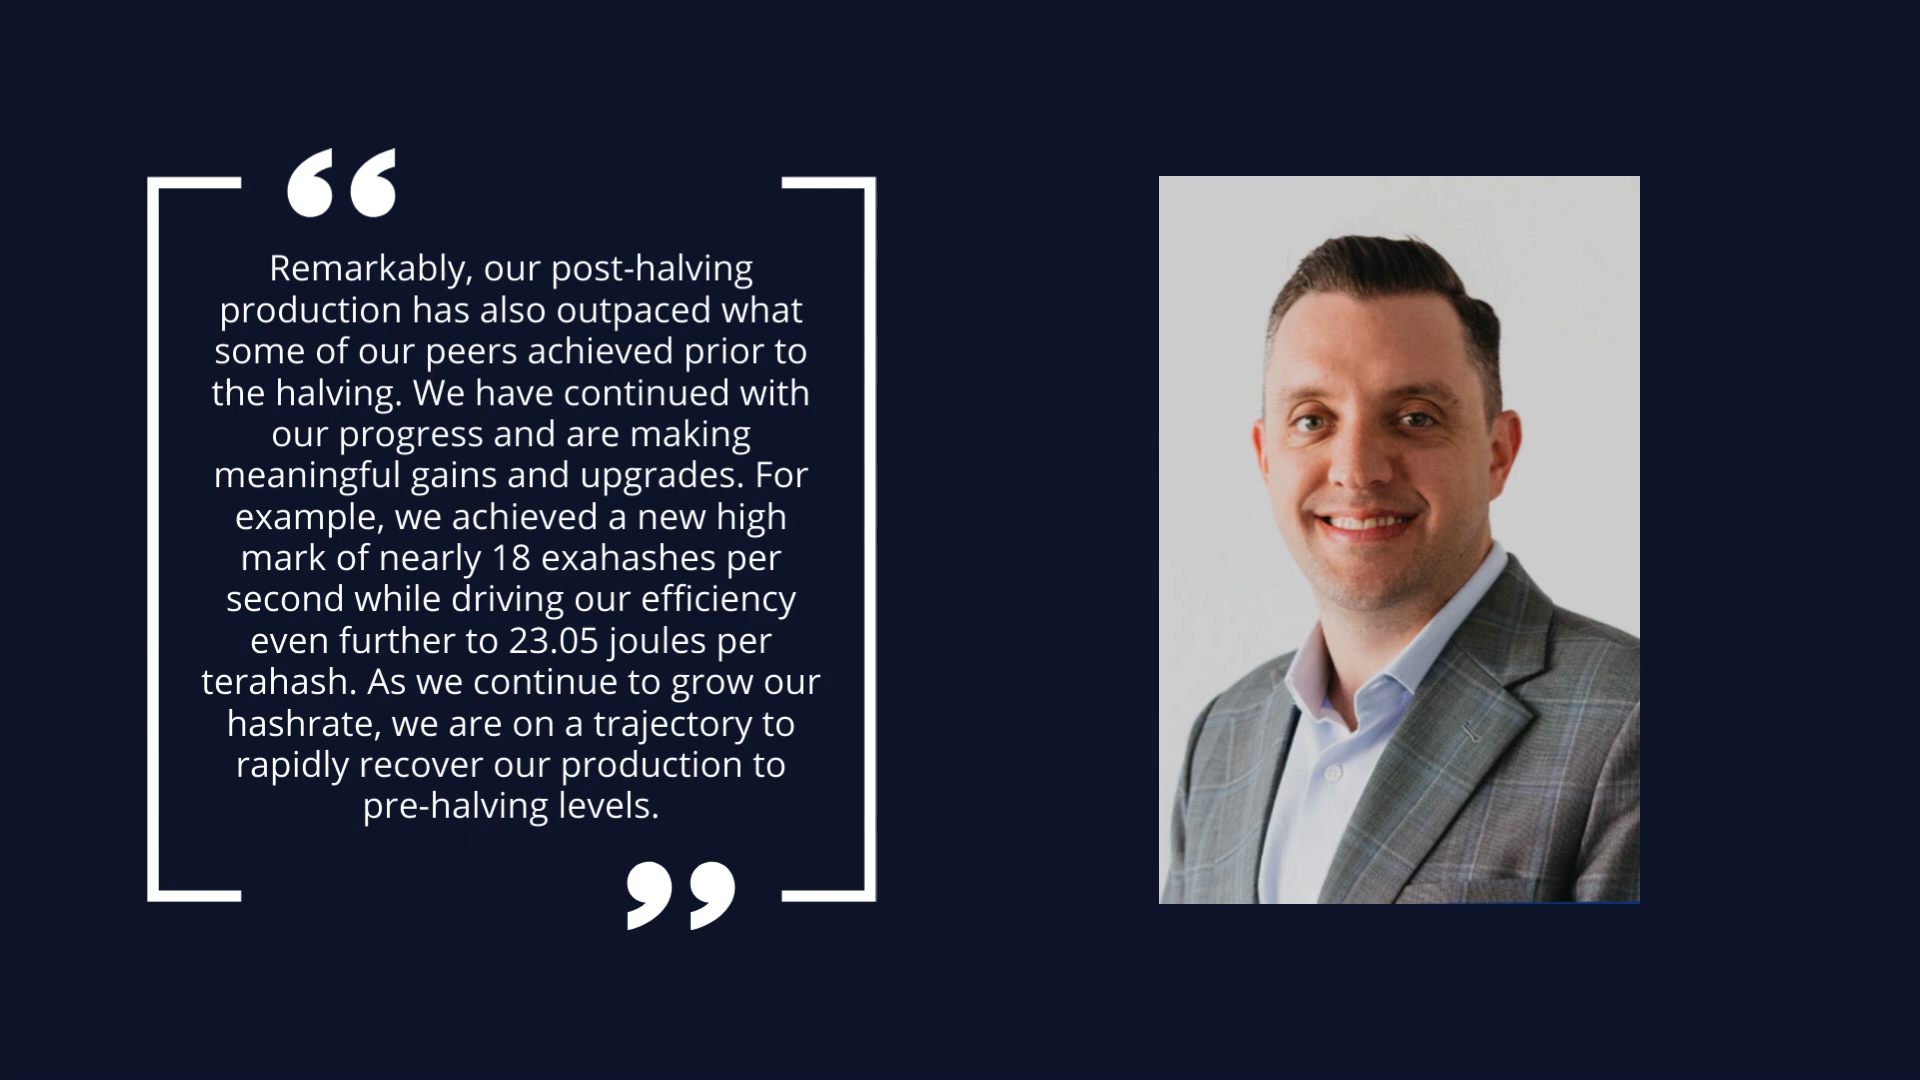 “
Remarkably, our post-halving
production has also outpaced what
some of our peers achieved prior to
the halving. We have continued with
our progress and are making
meaningful gains and upgrades. For
example, we achieved a new high
mark of nearly 18 exahashes per
second while driving our efficiency
even further to 23.05 joules per
terahash. As we continue to grow our
hashrate, we are on a trajectory to
rapidly recover our production to
pre-halving levels.
”